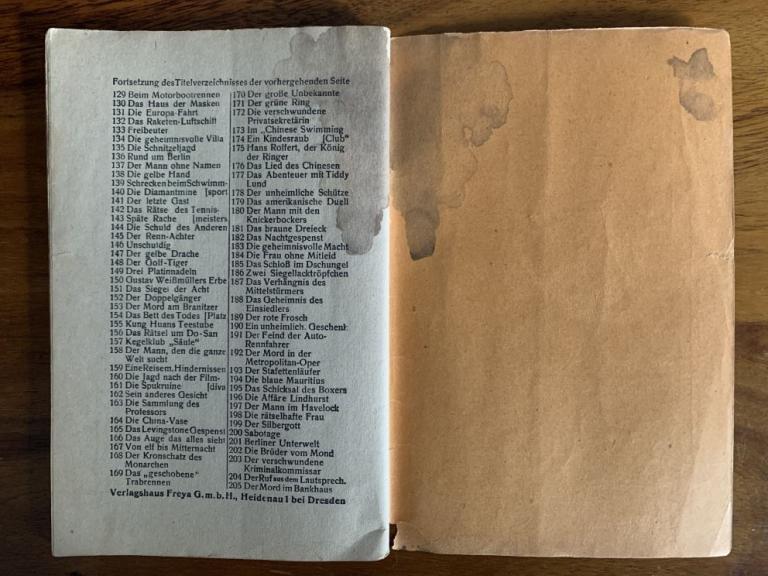 Fortsetzung des Titelverzeichnisses der vorhergehenden Seite
129 Beim Motorbootrennen
130 Das Haus der Masken
131 Die Europa-Fahrt
132 Das Raketen-Luftschiff
133 Freibeuter
134 Die geheimnisvolle Villa
135 Die Schnitzeljagd
136 Rund um Berlin
137 Der Mann ohne Namen
138 Die gelbe Hand
139 Schrecken beim Schwimm-
140 Die Diamantmine [sport
141 Der letzte Gast
142 Das Rätsel des Tennis-
143 Späte Rache [meisters
144 Die Schuld des Anderen
145 Der Renn-Achter
146 Unschuldig
147 Der gelbe Drache
148 Der Golf-Tiger
149 Drei Platinnadeln
150 Gustav Weißmüllers Erbe
151 Das Siegel der Acht
152 Der Doppelgänger
153 Der Mord am Branitzer
154 Das Bett des Todes [Platz
155 Kung Huans Teestube
156 Das Rätsel um Do-San
157 Kegelklub „Säule"
158 Der Mann, den die ganze
Welt sucht
159 Eine Reise m. Hindernissen
160 Die Jagd nach der Film-
161 Die Spukruine [diva
162 Sein anderes Gesicht
163 Die Sammlung des
Professors
164 Die China-Vase
165 Das Levingstone Gespenst
166 Das Auge das alles sieht
167 Von elf bis Mitternacht
168 Der Kronschatz des
Monarchen
169 Das „geschobene"
Trabrennen
170 Der große Unbekannte
171 Der grüne Ring
172 Die verschwundene
Privatsekretärin
173 Im „Chinese Swimming
174 Ein Kindesraub [Club"
175 Hans Rolfert, der König
der Ringer
176 Das Lied des Chinesen
177 Das Abenteuer mit Tiddy
Lund
178 Der unheimliche Schütze
179 Das amerikanische Duell
180 Der Mann mit den
Knickerbockers
181 Das braune Dreieck
182 Das Nachtgespenst
183 Die geheimnisvolle Macht
184 Die Frau ohne Mitleid
185 Das Schloß im Dschungel
186 Zwei Siegellacktröpfchen
187 Das Verhängnis des
Mittelstürmers
188 Das Geheimnis des
Einsiedlers
189 Der rote Frosch
190 Ein unheimlich. Geschenk
191 Der Feind der Auto-
Rennfahrer
192 Der Mord in der
Metropolitan-Oper
193 Der Stafettenläufer
194 Die blaue Mauritius
195 Das Schicksal des Boxers
196 Die Affäre Lindhurst
197 Der Mann im Havelock
198 Die rätselhafte Frau
199 Der Silbergott
200 Sabotage
201 Berliner Unterwelt
202 Die Brüder vom Mond
203 Der verschwundene
Kriminalkommissar
204 Der Ruf aus dem Lautsprech.
205 Der Mord im Bankhaus
Verlagshaus Freya G. m. b. H., Heidenau I bei Dresden